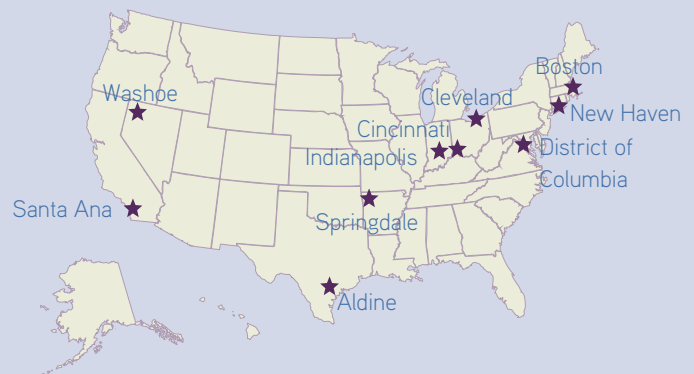 Boston
Washoe
Cleveland
New Haven
Cincinnati
Indianapolis
District of
Columbia
Santa Ana
Springdale
Aldine